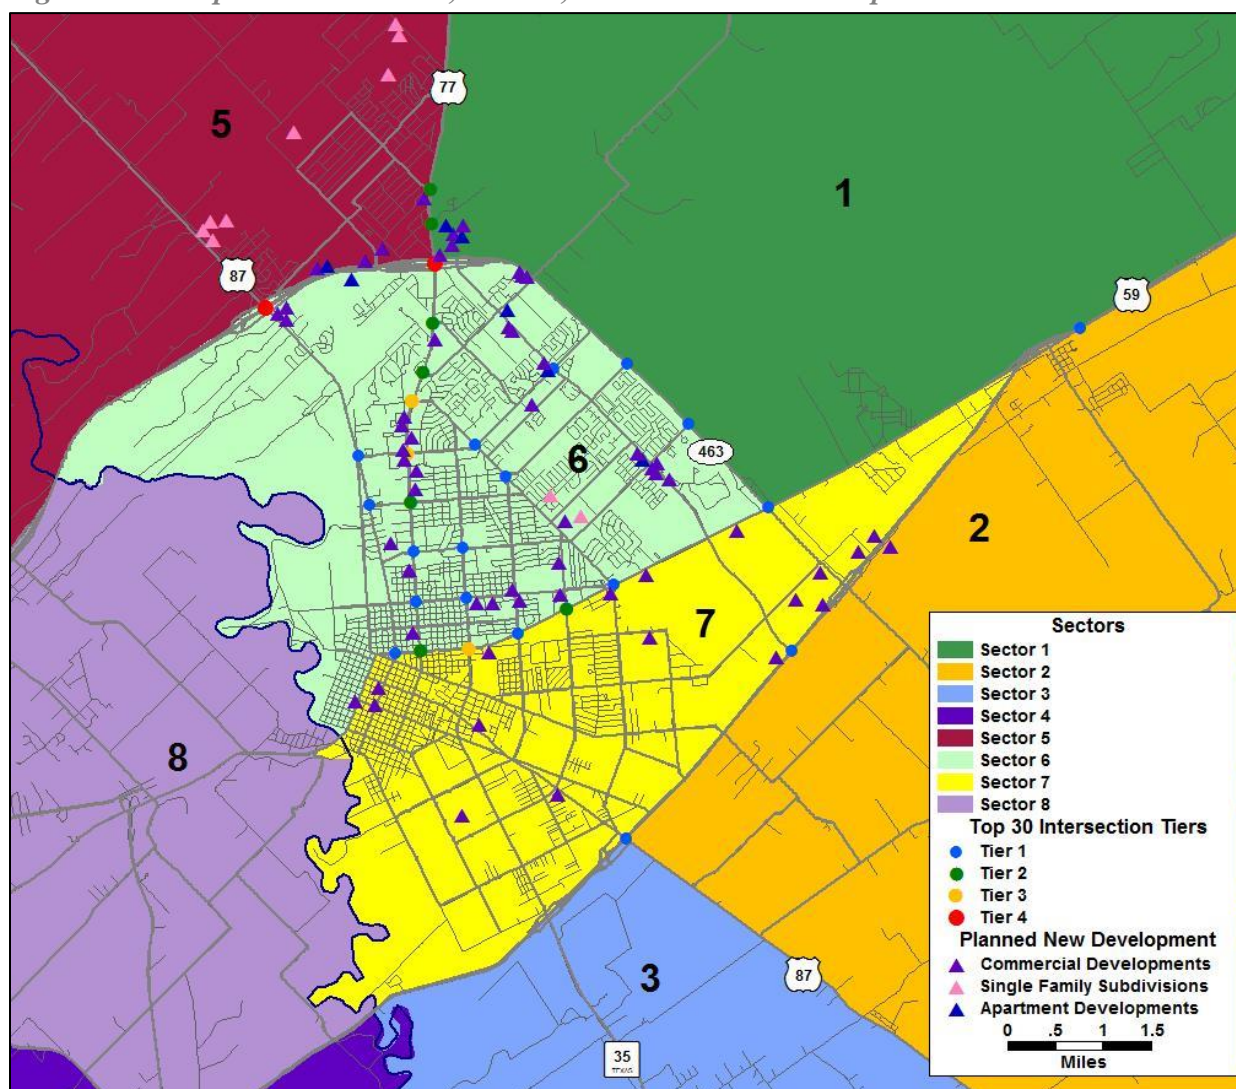 77
5
1
87
59
463
6
2
7
8
3
87
35
TEXAS
Sectors
Sector 1
Sector 2
Sector 3
Sector 4
Sector 5
Sector 6
Sector 7
Sector 8
Top 30 Intersection Tiers
Tier 1
Tier 2
Tier 3
Tier 4
Planned New Development
Commercial Developments
Single Family Subdivisions
Apartment Developments
0 .5 1 1.5
Miles